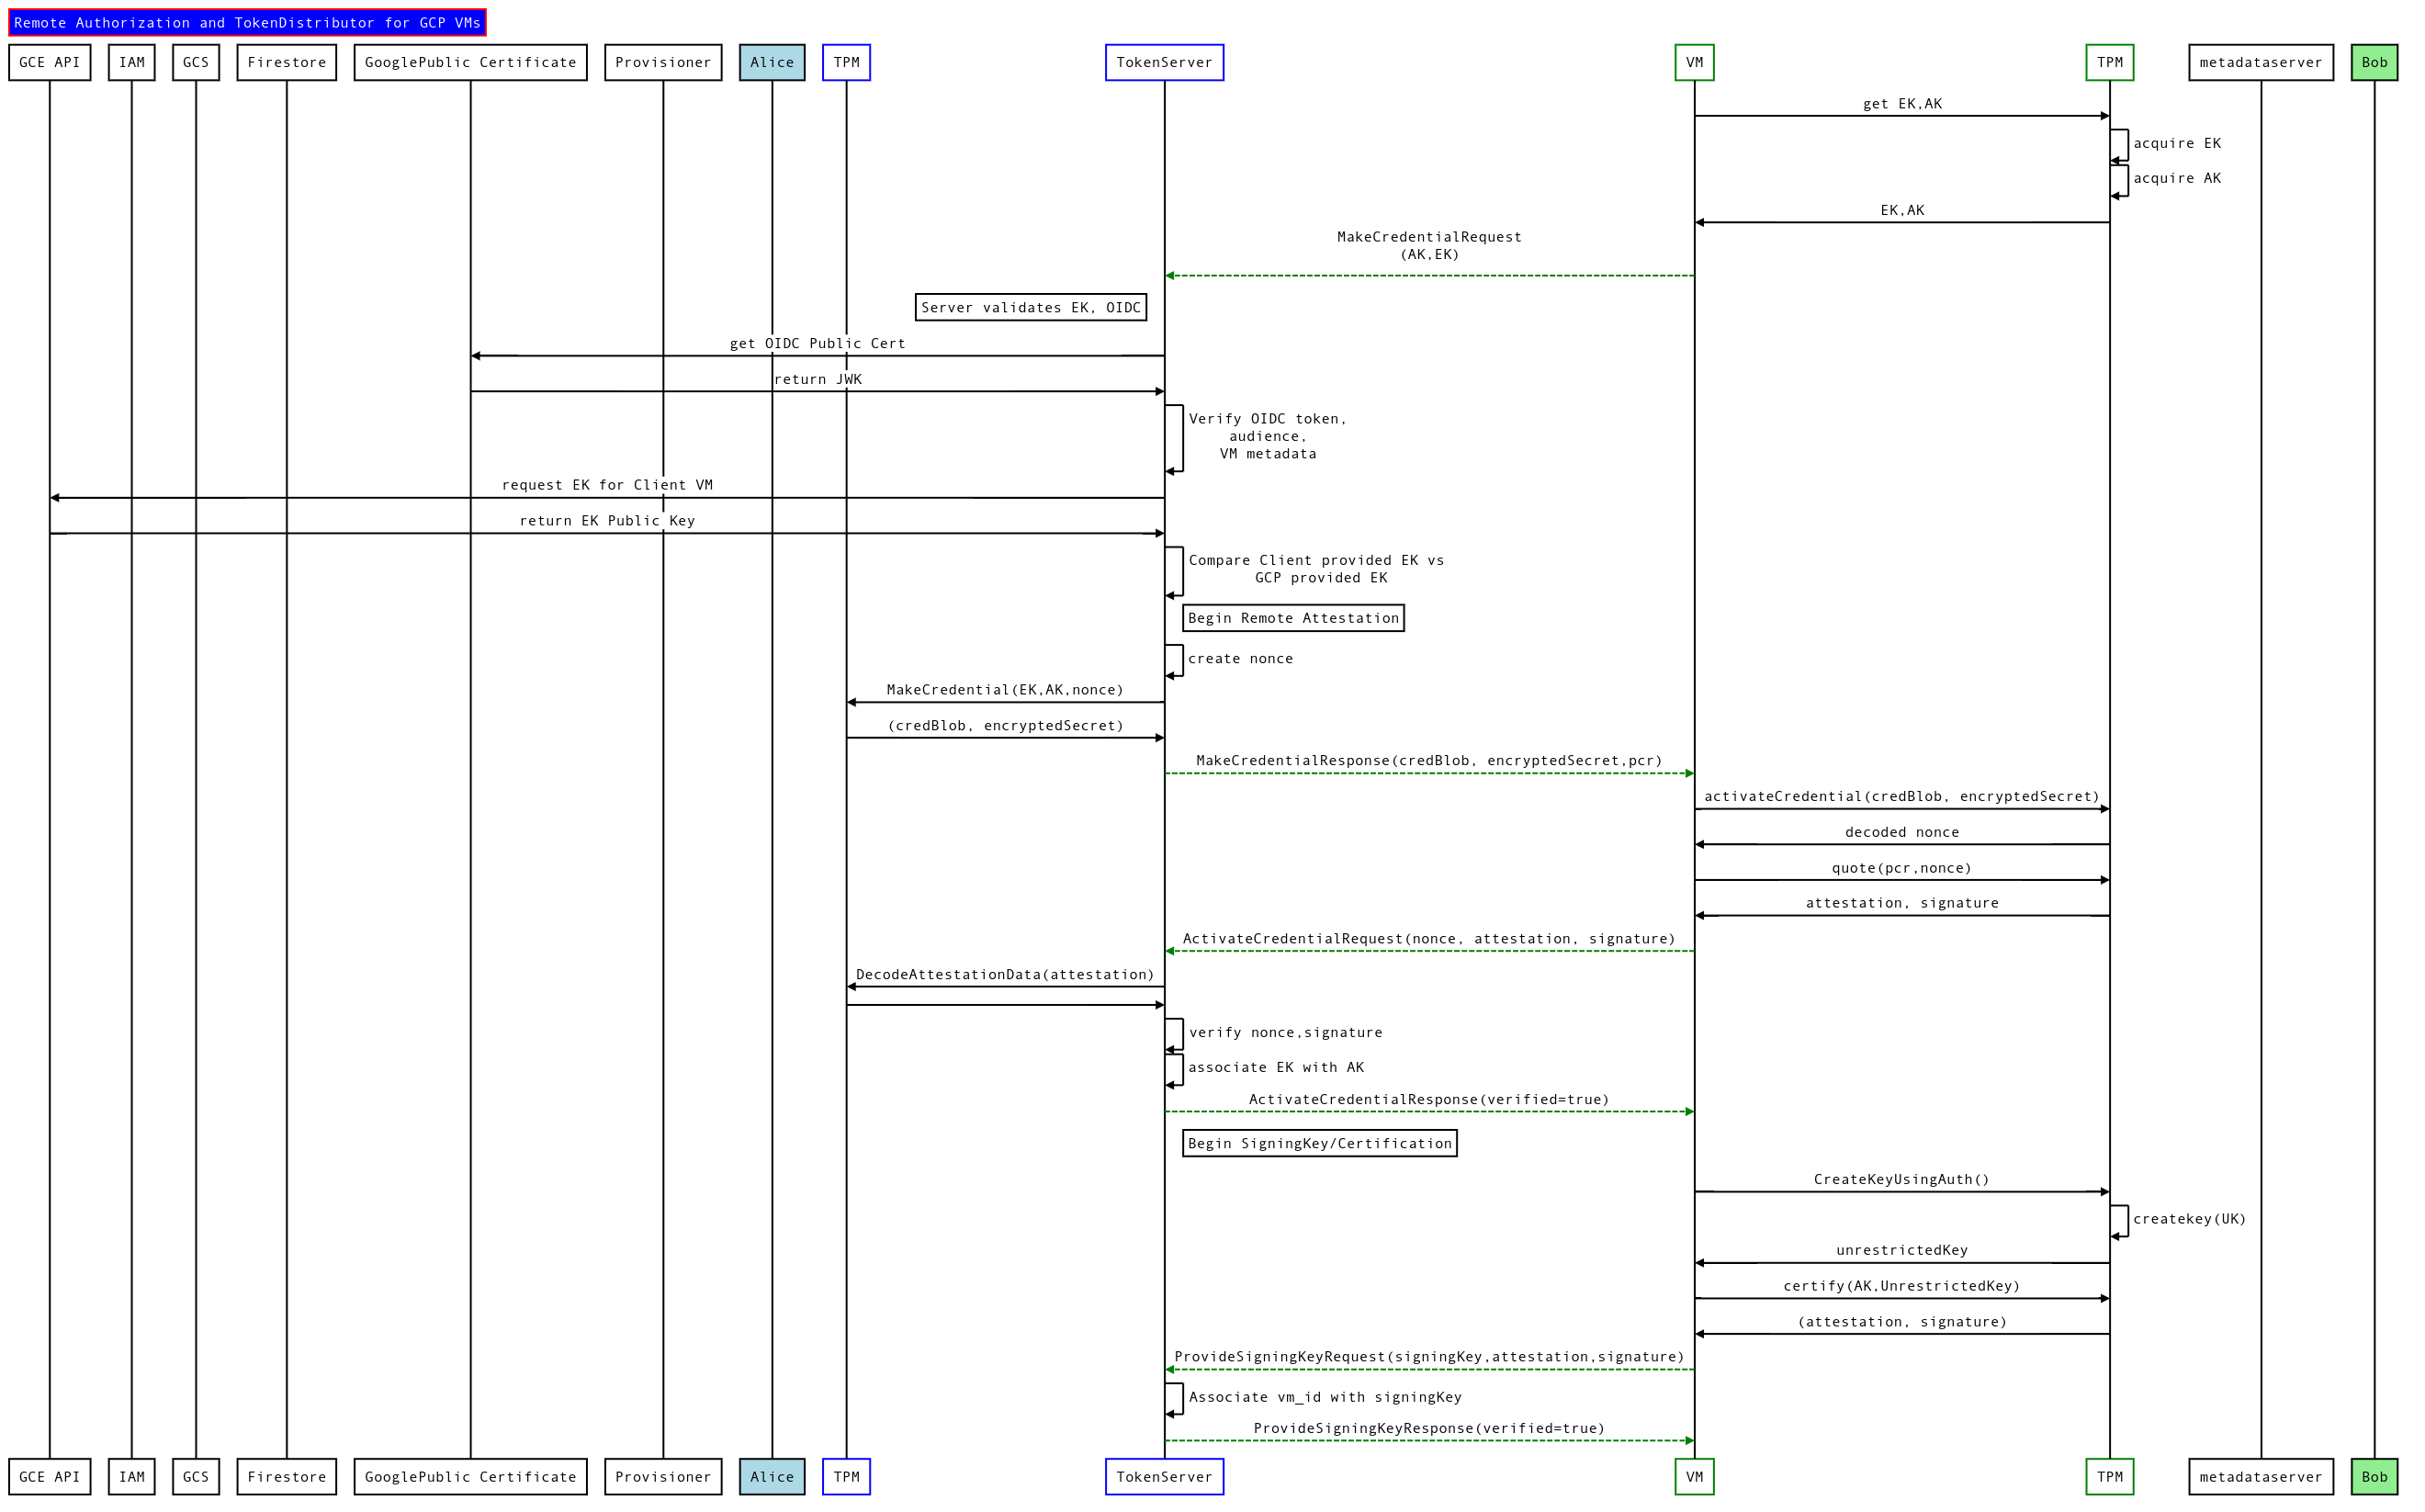 Remote Authorization and TokenDistributor for GCP VMs
GCE API
IAM
GCS
Firestore
GooglePublic Certificate
Provisioner
Alice
TPM
TokenServer
VM
TPM
metadataserver
Bob
get EK,AK
acquire EK
acquire AK
EK,AK
MakeCredentialRequest
(AK,EK)
Server validates EK, OIDC
get OIDC Public Cert
return JWK
Verify OIDC token,
audience,
VM metadata
request EK for Client VM
return EK Public Key
Compare Client provided EK vs
GCP provided EK
Begin Remote Attestation
create nonce
MakeCredential(EK,AK,nonce)
(credBlob, encryptedSecret)
MakeCredentialResponse(credBlob, encryptedSecret,pcr)
activateCredential(credBlob, encryptedSecret)
decoded nonce
quote(pcr,nonce)
attestation, signature
ActivateCredentialRequest(nonce, attestation, signature)
DecodeAttestationData(attestation)
verify nonce,signature
associate EK with AK
ActivateCredentialResponse(verified=true)
Begin SigningKey/Certification
CreateKeyUsingAuth()
createkey(UK)
unrestrictedKey
certify(AK,UnrestrictedKey)
(attestation, signature)
ProvideSigningKeyRequest(signingKey,attestation,signature)
Associate vm_id with signingKey
ProvideSigningKeyResponse(verified=true)
GCE API
IAM
GCS
Firestore
GooglePublic Certificate
Provisioner
Alice
TPM
TokenServer
VM
TPM
metadataserver
Bob